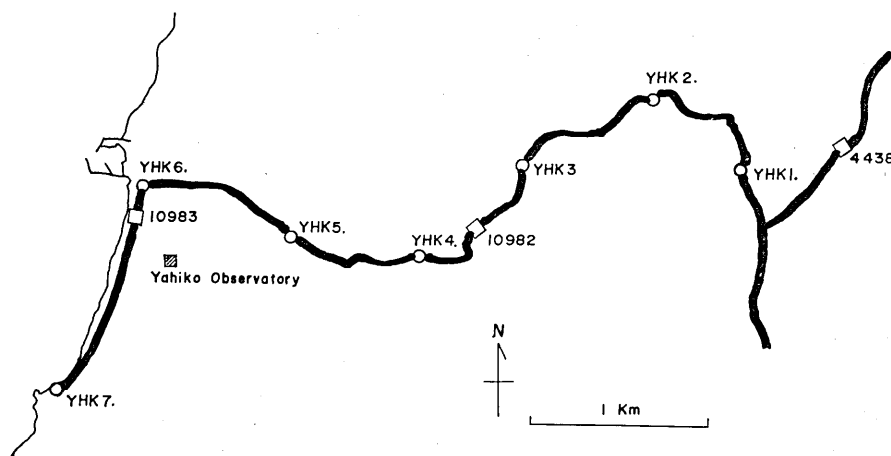 YHK2.
4438
YHK6.
YHK3
YHK1.
10983
YHK5.
YHK4.
10982
Yahiko Observatory
N
YHK7.
1 Km